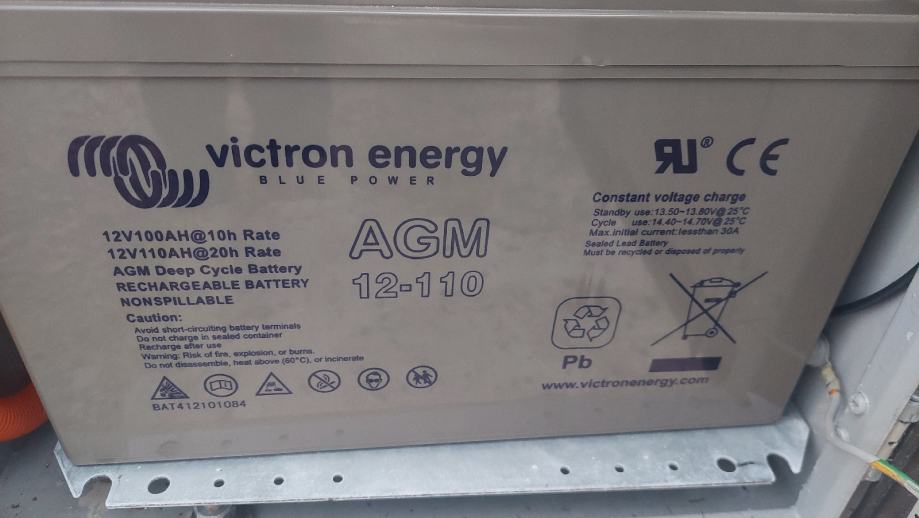 victron energy
BLUE POWER
12V100AH@10h Rate
12V110AH@20h Rate
AGM Deep Cycle Battery
RECHARGEABLE BATTERY
NONSPILLABLE
AGM
12-110
Caution:
Avoid short-circuiting battery terminals
Do not charge in sealed container
Recharge after use
Warning: Risk of fire, explosion, or burns.
Do not disassemble, heat above (60°C), or incinerate
BAT412101084
RU® CE
Constant voltage charge
Standby use:13.50~13.80V@25°C
Cycle use:14.40~14.70V@25°C
Max.initial current:lessthan 30A
Sealed Lead Battery
Must be recycled or disposed of properly
Pb
www.victronenergy.com